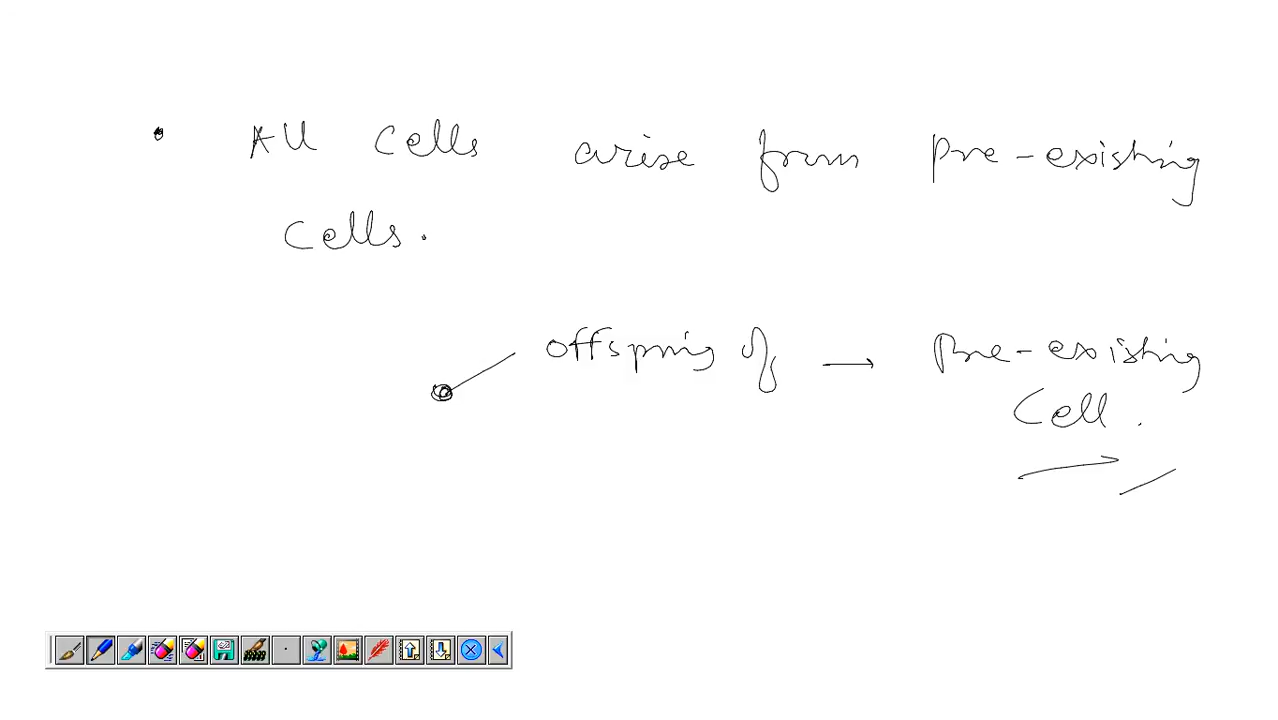 • All cells arise from pre-existing
cells.
offspring of → Pre-existing
cell.